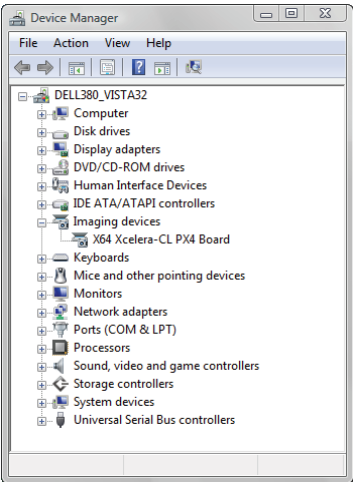 Device Manager
File Action View Help
DELL380_VISTA32
Computer
Disk drives
Display adapters
DVD/CD-ROM drives
Human Interface Devices
IDE ATA/ATAPI controllers
Imaging devices
X64 Xcelera-CL PX4 Board
Keyboards
Mice and other pointing devices
Monitors
Network adapters
Ports (COM & LPT)
Processors
Sound, video and game controllers
Storage controllers
System devices
Universal Serial Bus controllers